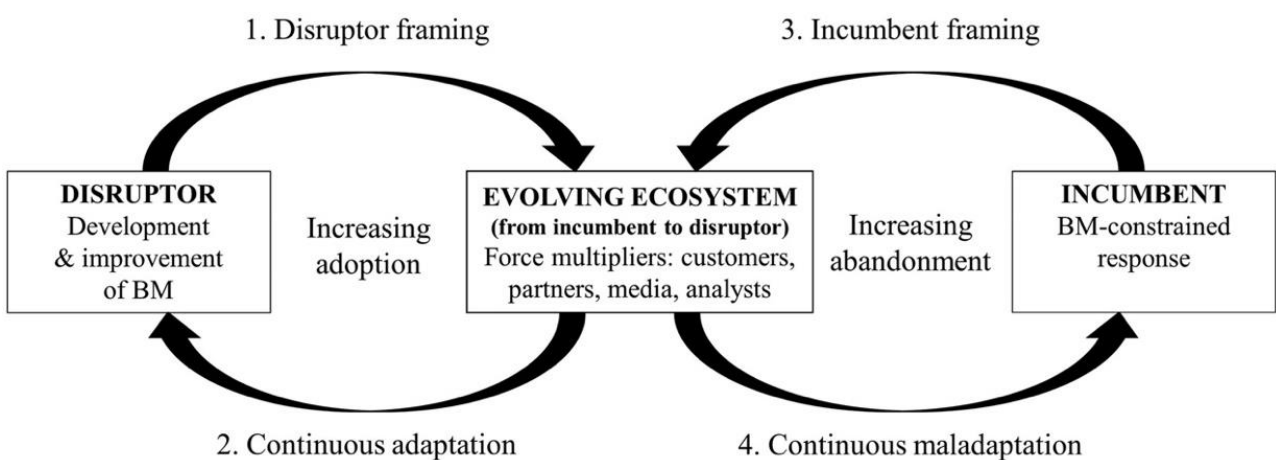 1. Disruptor framing
3. Incumbent framing
DISRUPTOR
Development
& improvement
of BM
Increasing
adoption
EVOLVING ECOSYSTEM
(from incumbent to disruptor)
Force multipliers: customers,
partners, media, analysts
Increasing
abandonment
INCUMBENT
BM-constrained
response
2. Continuous adaptation
4. Continuous maladaptation